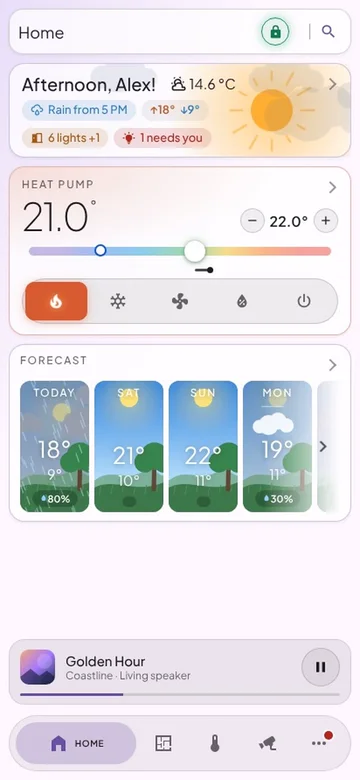 Home
Afternoon, Alex! 14.6 °C
Rain from 5 PM ↑18° ↓9°
6 lights +1 1 needs you
HEAT PUMP
21.0° − 22.0° +
FORECAST
TODAY SAT SUN MON
18° 21° 22° 19°
9° 10° 11° 11°
80% 30%
Golden Hour
Coastline · Living speaker
HOME